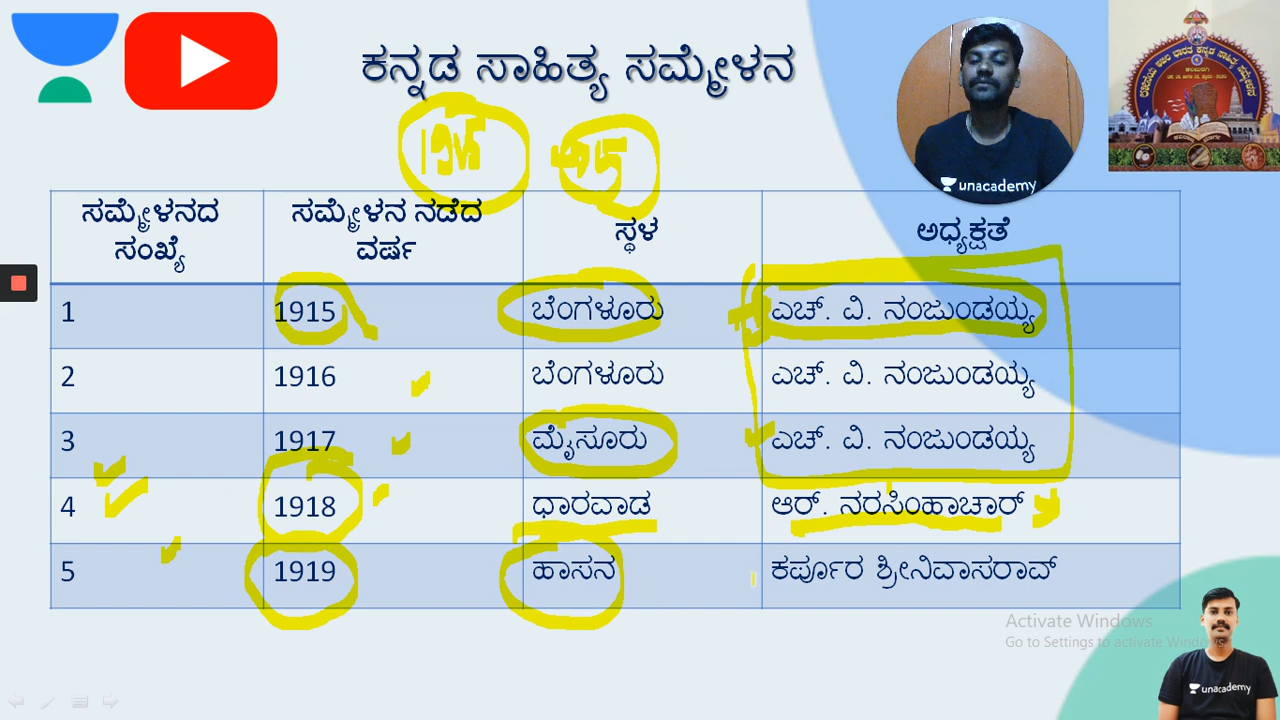 ಕನ್ನಡ ಸಾಹಿತ್ಯ ಸಮ್ಮೇಳನ
unacademy
ಸಮ್ಮೇಳನದ ಸಂಖ್ಯೆ ಸಮ್ಮೇಳನ ನಡೆದ ವರ್ಷ ಸ್ಥಳ ಅಧ್ಯಕ್ಷತೆ
1 1915 ಬೆಂಗಳೂರು ಎಚ್. ವಿ. ನಂಜುಂಡಯ್ಯ
2 1916 ಬೆಂಗಳೂರು ಎಚ್. ವಿ. ನಂಜುಂಡಯ್ಯ
3 1917 ಮೈಸೂರು ಎಚ್. ವಿ. ನಂಜುಂಡಯ್ಯ
4 1918 ಧಾರವಾಡ ಆರ್. ನರಸಿಂಹಾಚಾರ್
5 1919 ಹಾಸನ ಕರ್ಪೂರ ಶ್ರೀನಿವಾಸರಾವ್
Activate Windows
Go to Settings to activate Windows.
unacademy